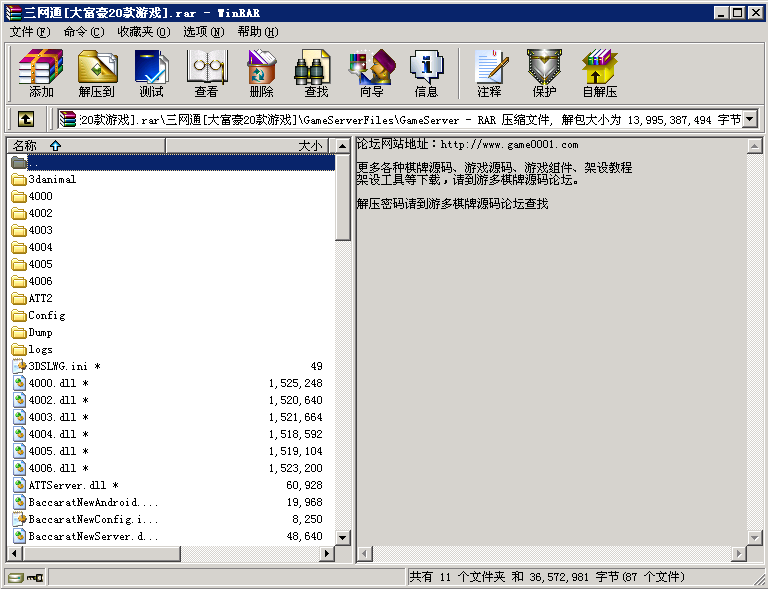 三网通[大富豪20款游戏].rar - WinRAR
文件(F) 命令(C) 收藏夹(O) 选项(N) 帮助(H)
添加 解压到 测试 查看 删除 查找 向导 信息 注释 保护 自解压
20款游戏].rar\三网通[大富豪20款游戏]\GameServerFiles\GameServer - RAR 压缩文件, 解包大小为 13,995,387,494 字节
名称 大小
..
3danimal
4000
4002
4003
4004
4005
4006
ATT2
Config
Dump
logs
3DSLWG.ini * 49
4000.dll * 1,525,248
4002.dll * 1,520,640
4003.dll * 1,521,664
4004.dll * 1,518,592
4005.dll * 1,519,104
4006.dll * 1,523,200
ATTServer.dll * 60,928
BaccaratNewAndroid.... 19,968
BaccaratNewConfig.i... 8,250
BaccaratNewServer.d... 48,640
论坛网站地址：http://www.game0001.com
更多各种棋牌源码、游戏源码、游戏组件、架设教程
架设工具等下载，请到游多棋牌源码论坛。
解压密码请到游多棋牌源码论坛查找
共有 11 个文件夹 和 36,572,981 字节(87 个文件)